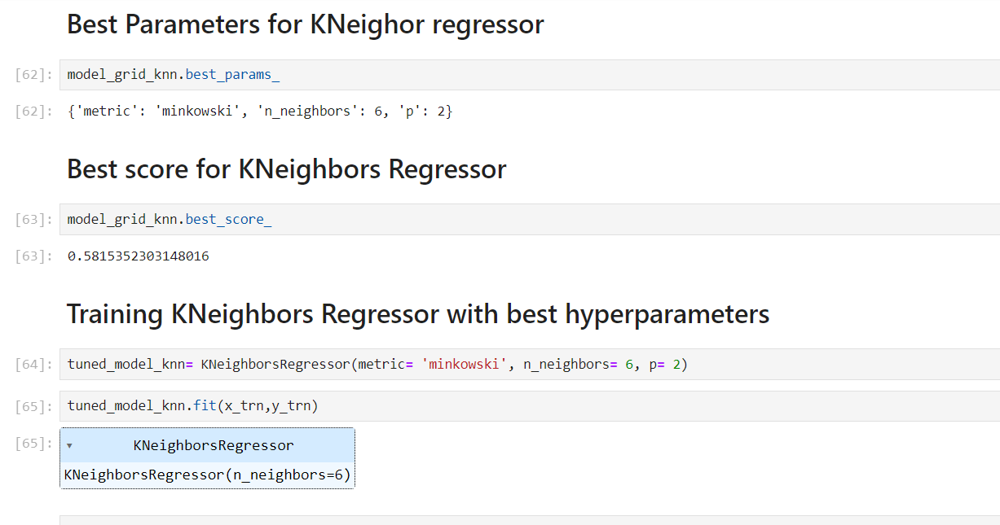 Best Parameters for KNeighor regressor
[62]: model_grid_knn.best_params_
[62]: {'metric': 'minkowski', 'n_neighbors': 6, 'p': 2}
Best score for KNeighbors Regressor
[63]: model_grid_knn.best_score_
[63]: 0.5815352303148016
Training KNeighbors Regressor with best hyperparameters
[64]: tuned_model_knn= KNeighborsRegressor(metric= 'minkowski', n_neighbors= 6, p= 2)
[65]: tuned_model_knn.fit(x_trn,y_trn)
[65]: ▾ KNeighborsRegressor
KNeighborsRegressor(n_neighbors=6)